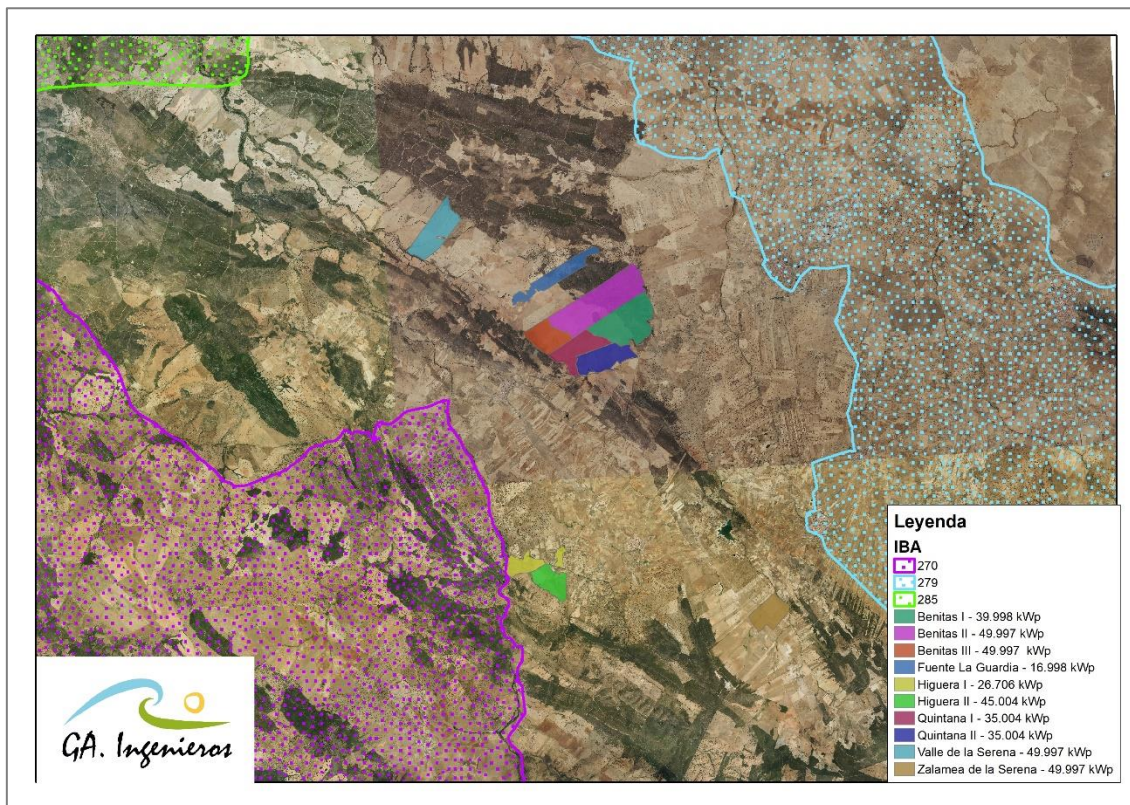 Leyenda
IBA
270
279
285
Benitas I - 39.998 kWp
Benitas II - 49.997 kWp
Benitas III - 49.997 kWp
Fuente La Guardia - 16.998 kWp
Higuera I - 26.706 kWp
Higuera II - 45.004 kWp
Quintana I - 35.004 kWp
Quintana II - 35.004 kWp
Valle de la Serena - 49.997 kWp
Zalamea de la Serena - 49.997 kWp
GA. Ingenieros